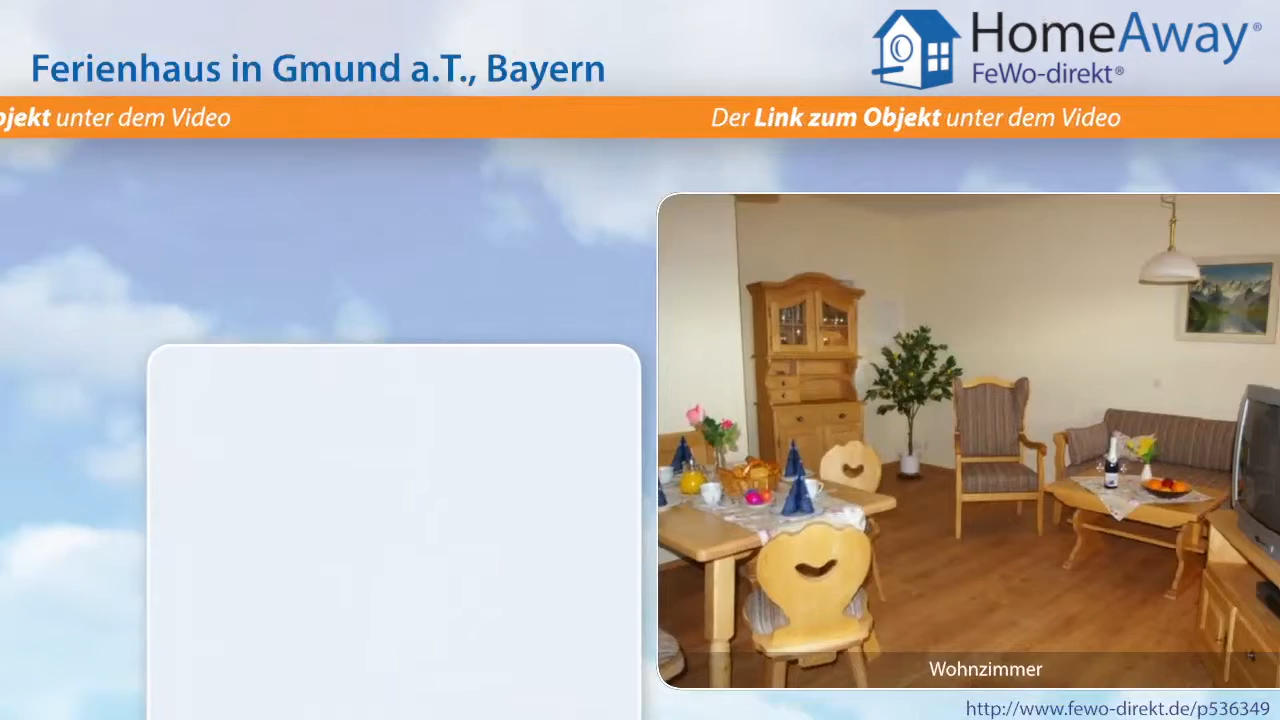 HomeAway®
FeWo-direkt®
Ferienhaus in Gmund a.T., Bayern
bjekt unter dem Video
Der Link zum Objekt unter dem Video
Wohnzimmer
http://www.fewo-direkt.de/p536349